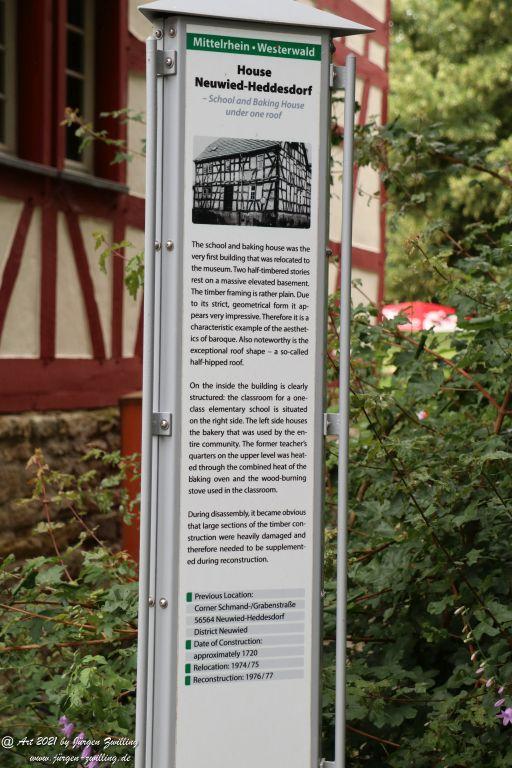 Mittelrhein • Westerwald
House
Neuwied-Heddesdorf
– School and Baking House
under one roof
The school and baking house was the
very first building that was relocated to
the museum. Two half-timbered stories
rest on a massive elevated basement.
The timber framing is rather plain. Due
to its strict, geometrical form it ap-
pears very impressive. Therefore it is a
characteristic example of the aesthet-
ics of baroque. Also noteworthy is the
exceptional roof shape – a so-called
half-hipped roof.
On the inside the building is clearly
structured: the classroom for a one-
class elementary school is situated
on the right side. The left side houses
the bakery that was used by the en-
tire community. The former teacher's
quarters on the upper level was heat-
ed through the combined heat of the
baking oven and the wood-burning
stove used in the classroom.
During disassembly, it became obvious
that large sections of the timber con-
struction were heavily damaged and
therefore needed to be supplement-
ed during reconstruction.
Previous Location:
Corner Schmand-/Grabenstraße
56564 Neuwied-Heddesdorf
District Neuwied
Date of Construction:
approximately 1720
Relocation: 1974/75
Reconstruction: 1976/77
@ Art 2021 by Jürgen Zwilling
www.jürgen-zwilling.de